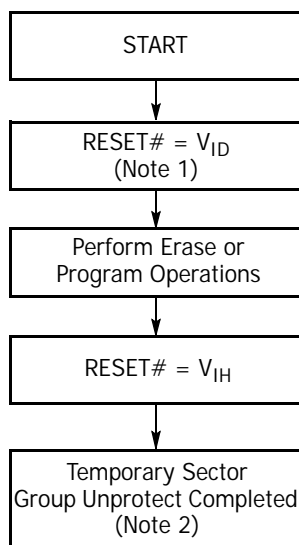 START
RESET# = VID
(Note 1)
Perform Erase or
Program Operations
RESET# = VIH
Temporary Sector
Group Unprotect Completed
(Note 2)